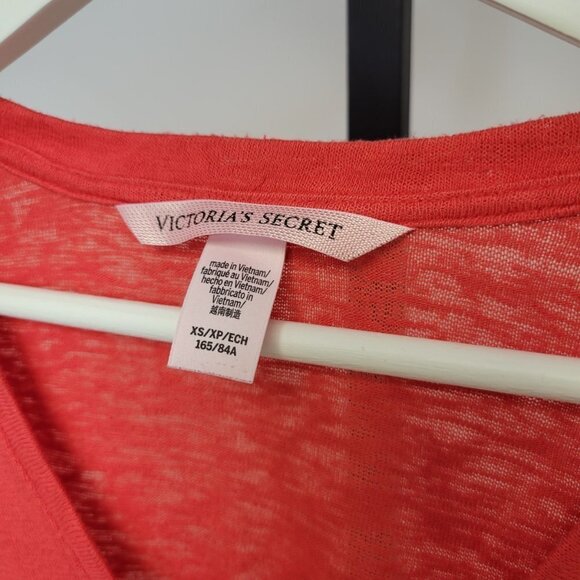 VICTORIA'S SECRET
made in Vietnam/
fabriqué au Vietnam/
hecho en Vietnam/
fabbricato in
Vietnam/
越南制造
XS/XP/ECH
165/84A